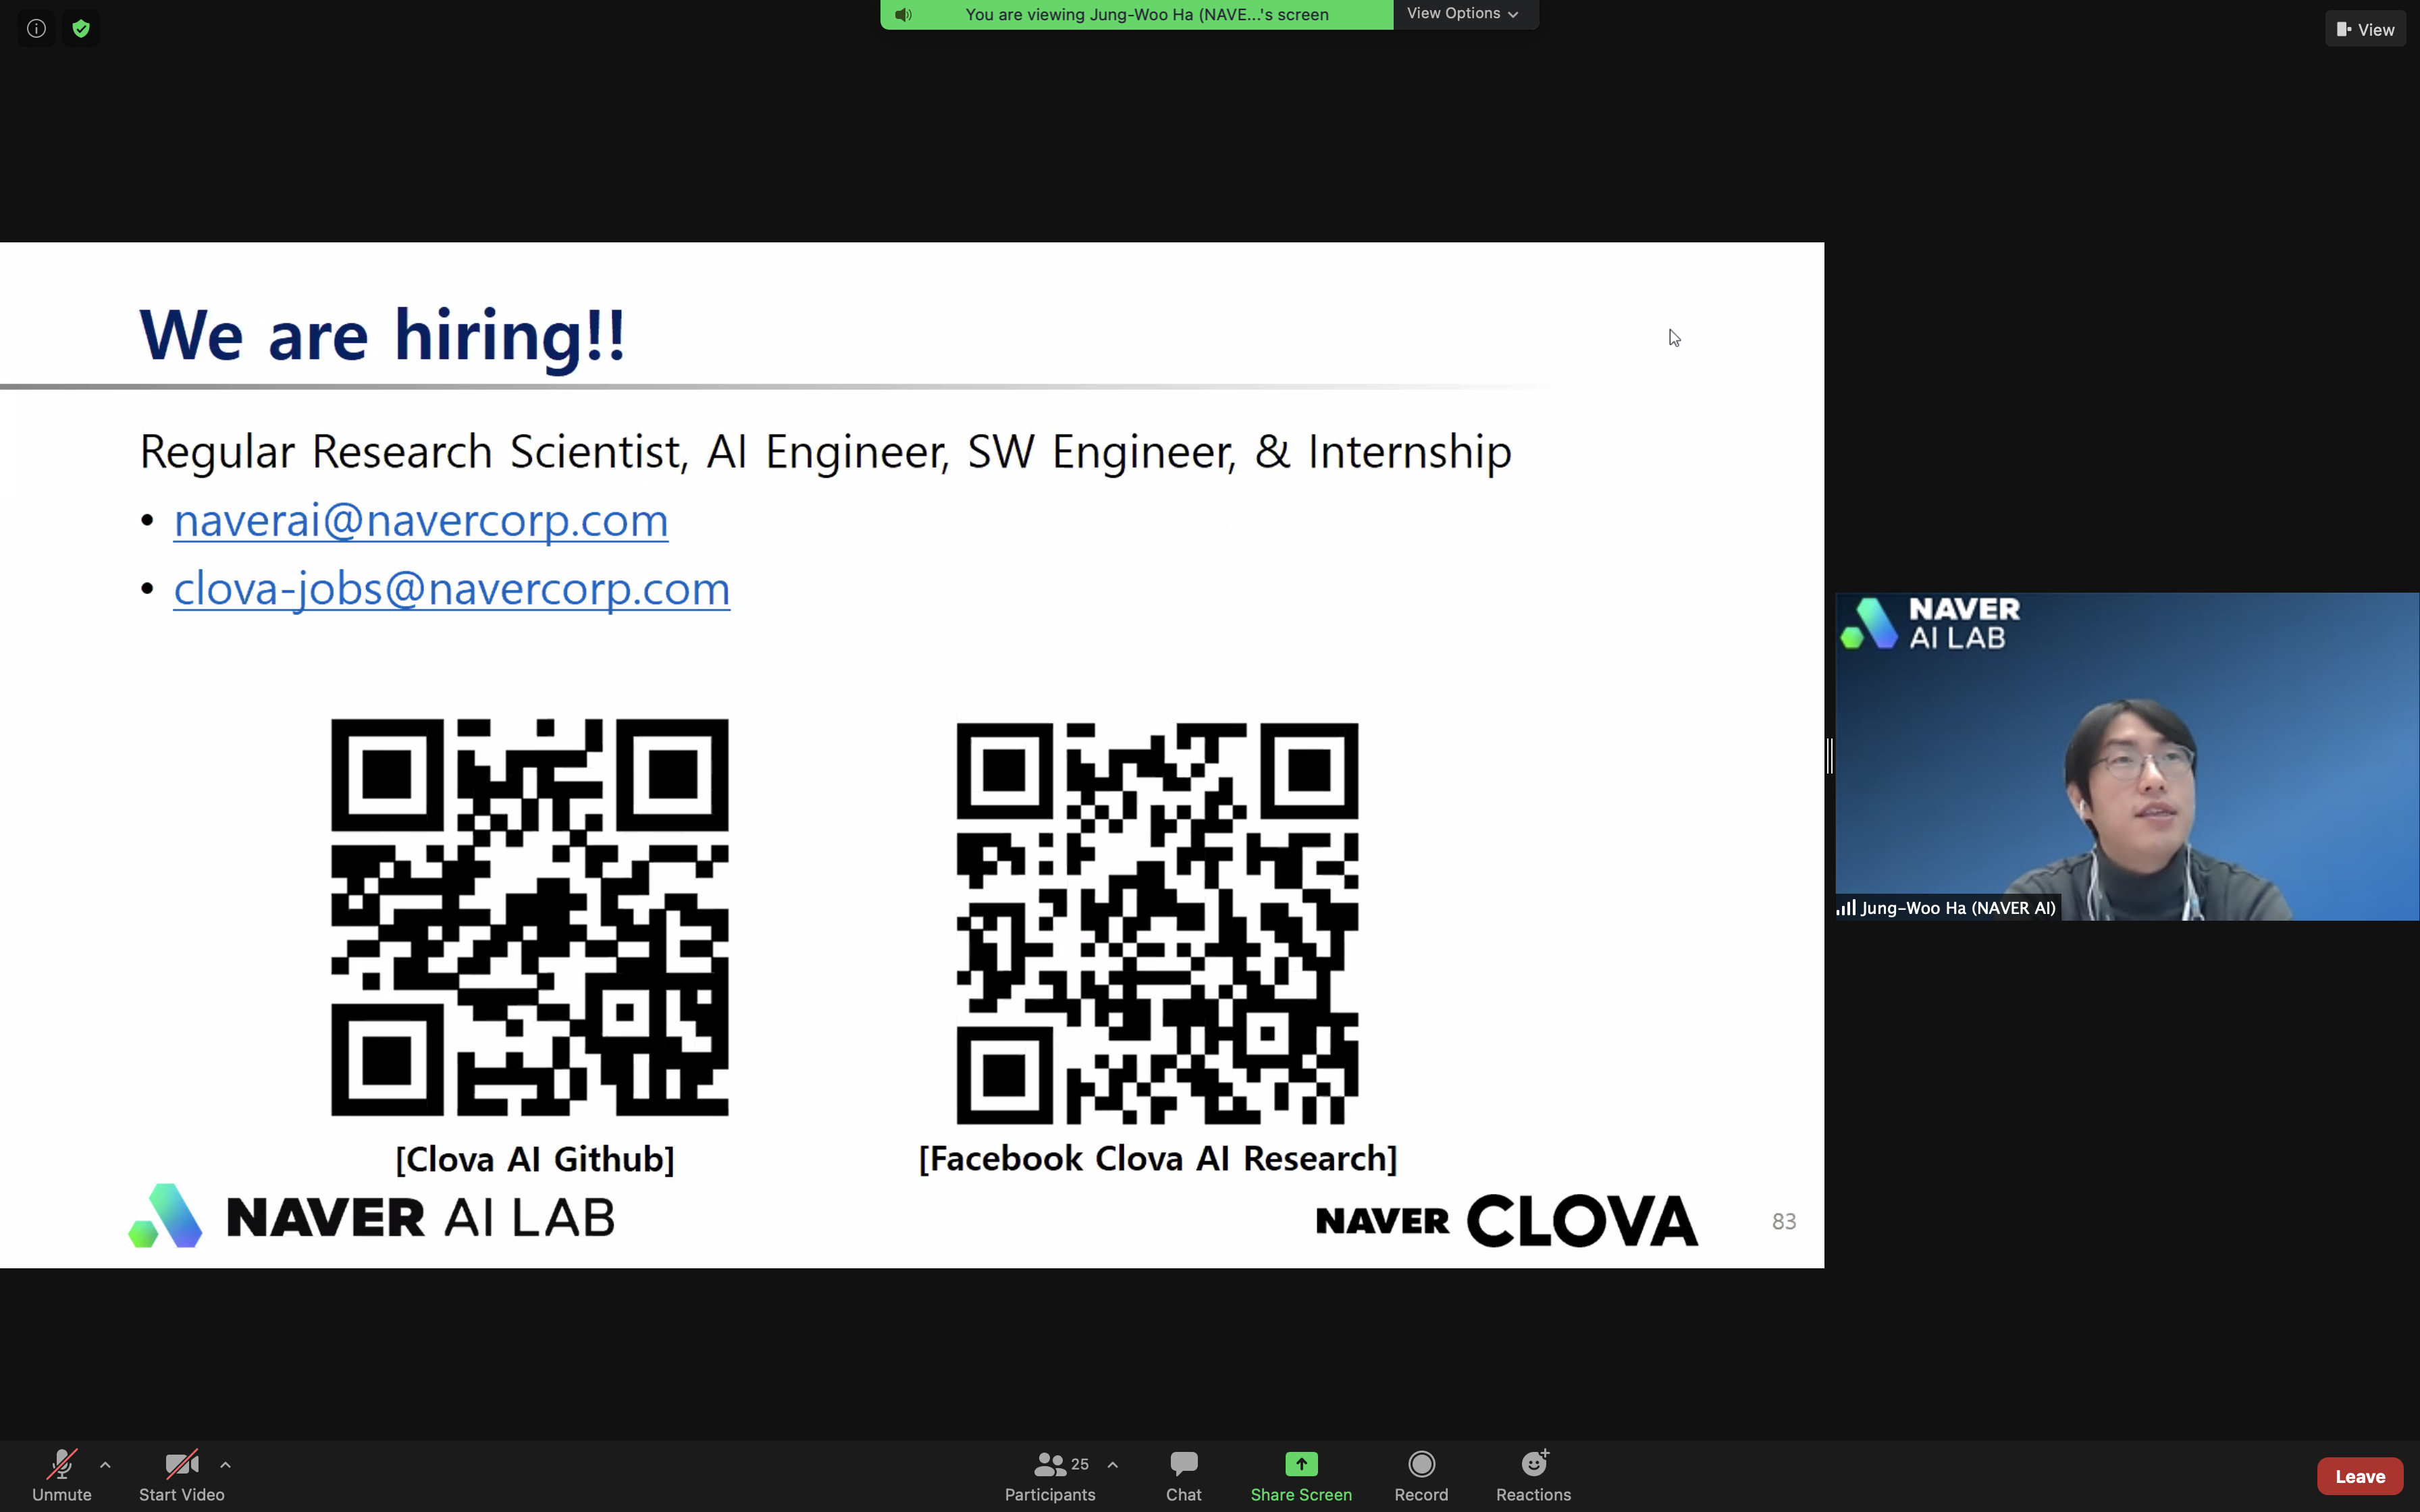 You are viewing Jung-Woo Ha (NAVE...'s screen
View Options
View
We are hiring!!
Regular Research Scientist, AI Engineer, SW Engineer, & Internship
• naverai@navercorp.com
• clova-jobs@navercorp.com
NAVER
AI LAB
Jung-Woo Ha (NAVER AI)
[Clova AI Github]
[Facebook Clova AI Research]
NAVER AI LAB
NAVER CLOVA
83
Unmute
Start Video
25
Participants
Chat
Share Screen
Record
Reactions
Leave